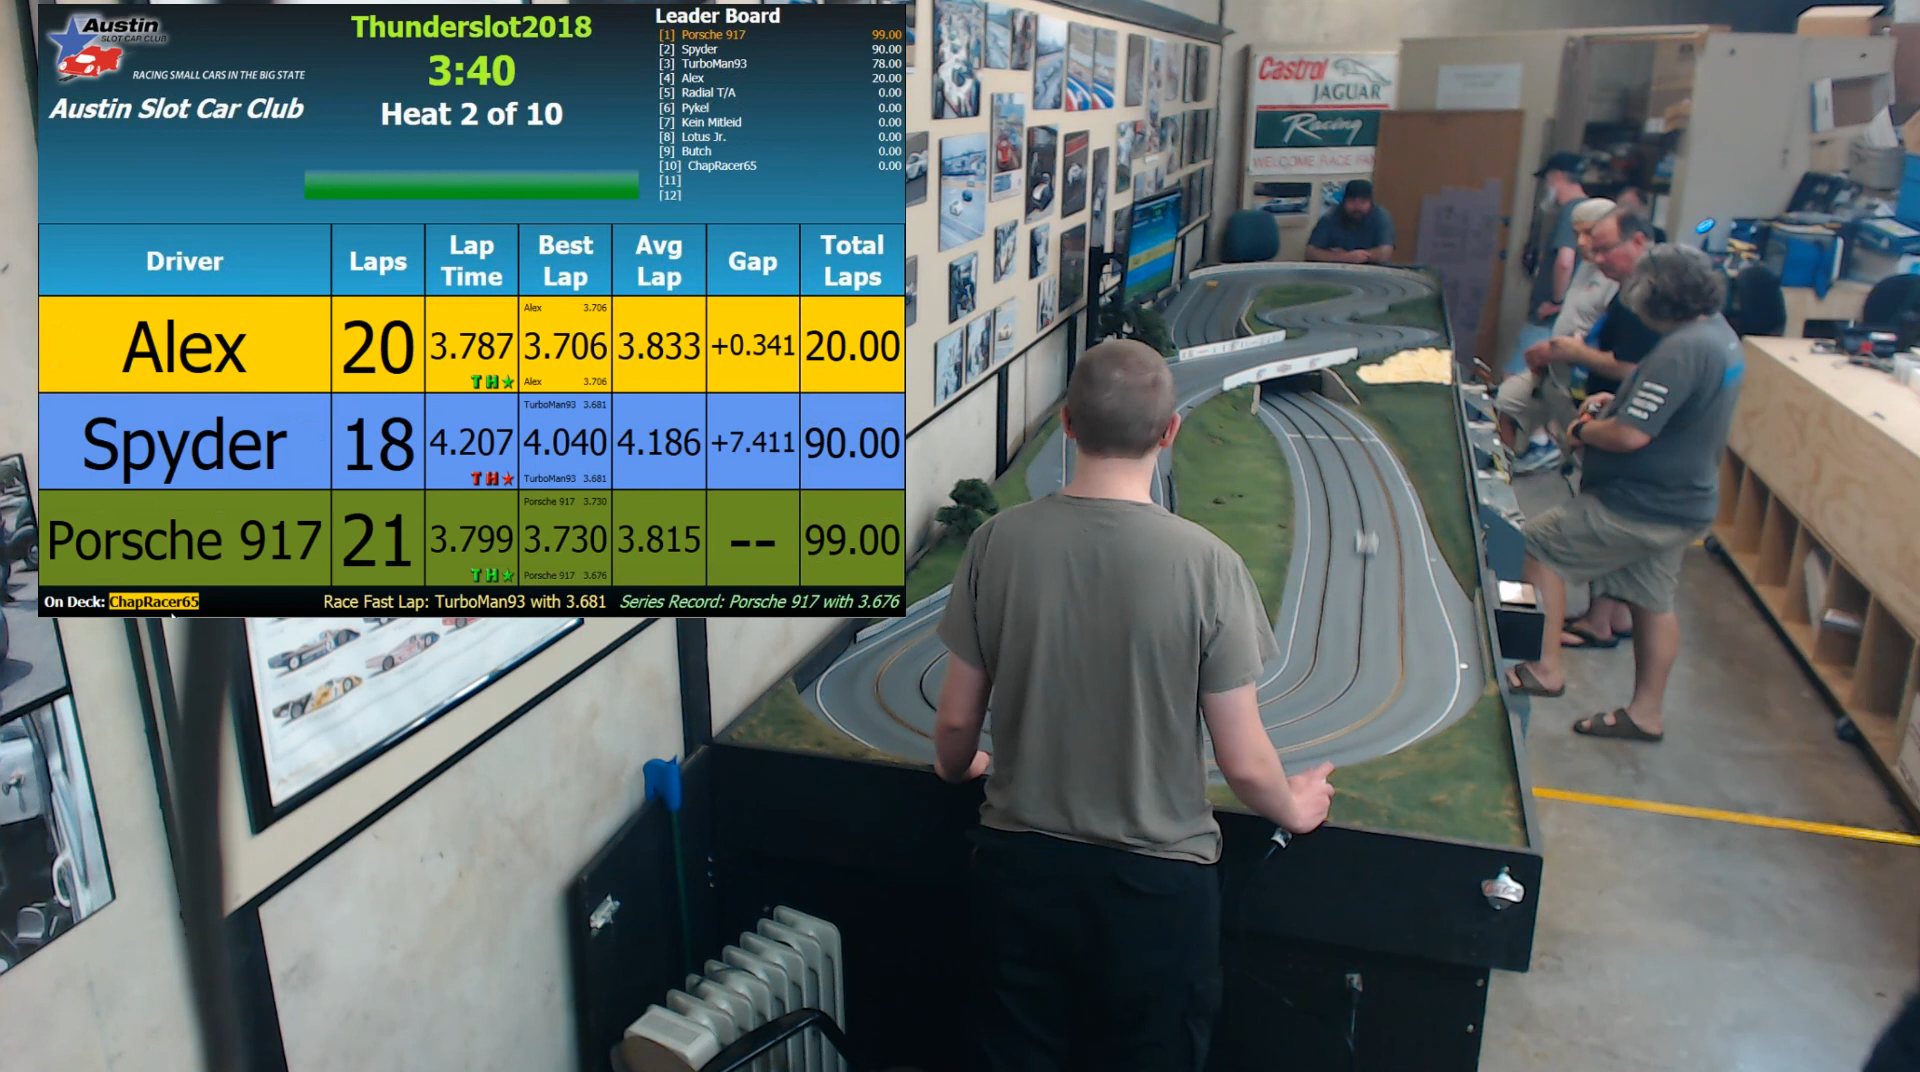 Austin
SLOT CAR CLUB
RACING SMALL CARS IN THE BIG STATE
Austin Slot Car Club
Thunderslot2018
3:40
Heat 2 of 10
Leader Board
[1] Porsche 917 99.00
[2] Spyder 90.00
[3] TurboMan93 78.00
[4] Alex 20.00
[5] Radial T/A 0.00
[6] Pykel 0.00
[7] Kein Mitleid 0.00
[8] Lotus Jr. 0.00
[9] Butch 0.00
[10] ChapRacer65 0.00
[11]
[12]
Driver Laps Lap Time Best Lap Avg Lap Gap Total Laps
Alex 3.706
Alex 20 3.787 3.706 3.833 +0.341 20.00
T H Alex 3.706
TurboMan93 3.681
Spyder 18 4.207 4.040 4.186 +7.411 90.00
T H TurboMan93 3.681
Porsche 917 3.730
Porsche 917 21 3.799 3.730 3.815 -- 99.00
T H Porsche 917 3.676
On Deck: ChapRacer65 Race Fast Lap: TurboMan93 with 3.681 Series Record: Porsche 917 with 3.676
Castrol
JAGUAR
Racing
WELCOME RACE FAN